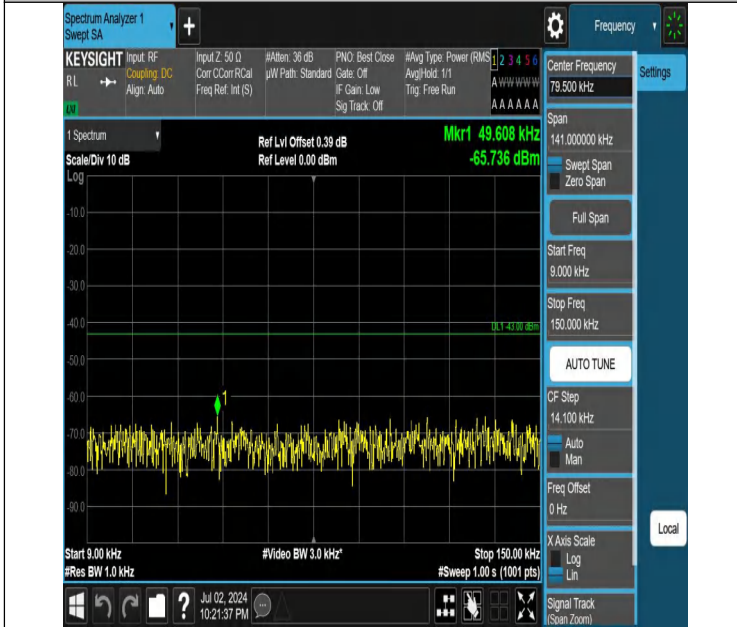 Spectrum Analyzer 1
Swept SA
Frequency
KEYSIGHT
RL
Input: RF
Coupling: DC
Align: Auto
Input Z: 50 Ω
Corr CCorr RCal
Freq Ref: Int (S)
#Atten: 36 dB
µW Path: Standard
PNO: Best Close
Gate: Off
IF Gain: Low
Sig Track: Off
#Avg Type: Power (RMS
Avg|Hold: 1/1
Trig: Free Run
1 2 3 4 5 6
A W W W W W
A A A A A A
1 Spectrum
Scale/Div 10 dB
Ref Lvl Offset 0.39 dB
Ref Level 0.00 dBm
Mkr1 49.608 kHz
-65.736 dBm
Log
-10.0
-20.0
-30.0
-40.0
DL1 -43.00 dBm
-50.0
-60.0
1
-70.0
-80.0
-90.0
Start 9.00 kHz
#Res BW 1.0 kHz
#Video BW 3.0 kHz*
Stop 150.00 kHz
#Sweep 1.00 s (1001 pts)
Center Frequency
79.500 kHz
Settings
Span
141.000000 kHz
Swept Span
Zero Span
Full Span
Start Freq
9.000 kHz
Stop Freq
150.000 kHz
AUTO TUNE
CF Step
14.100 kHz
Auto
Man
Freq Offset
0 Hz
X Axis Scale
Log
Lin
Local
Signal Track
(Span Zoom)
?
Jul 02, 2024
10:21:37 PM